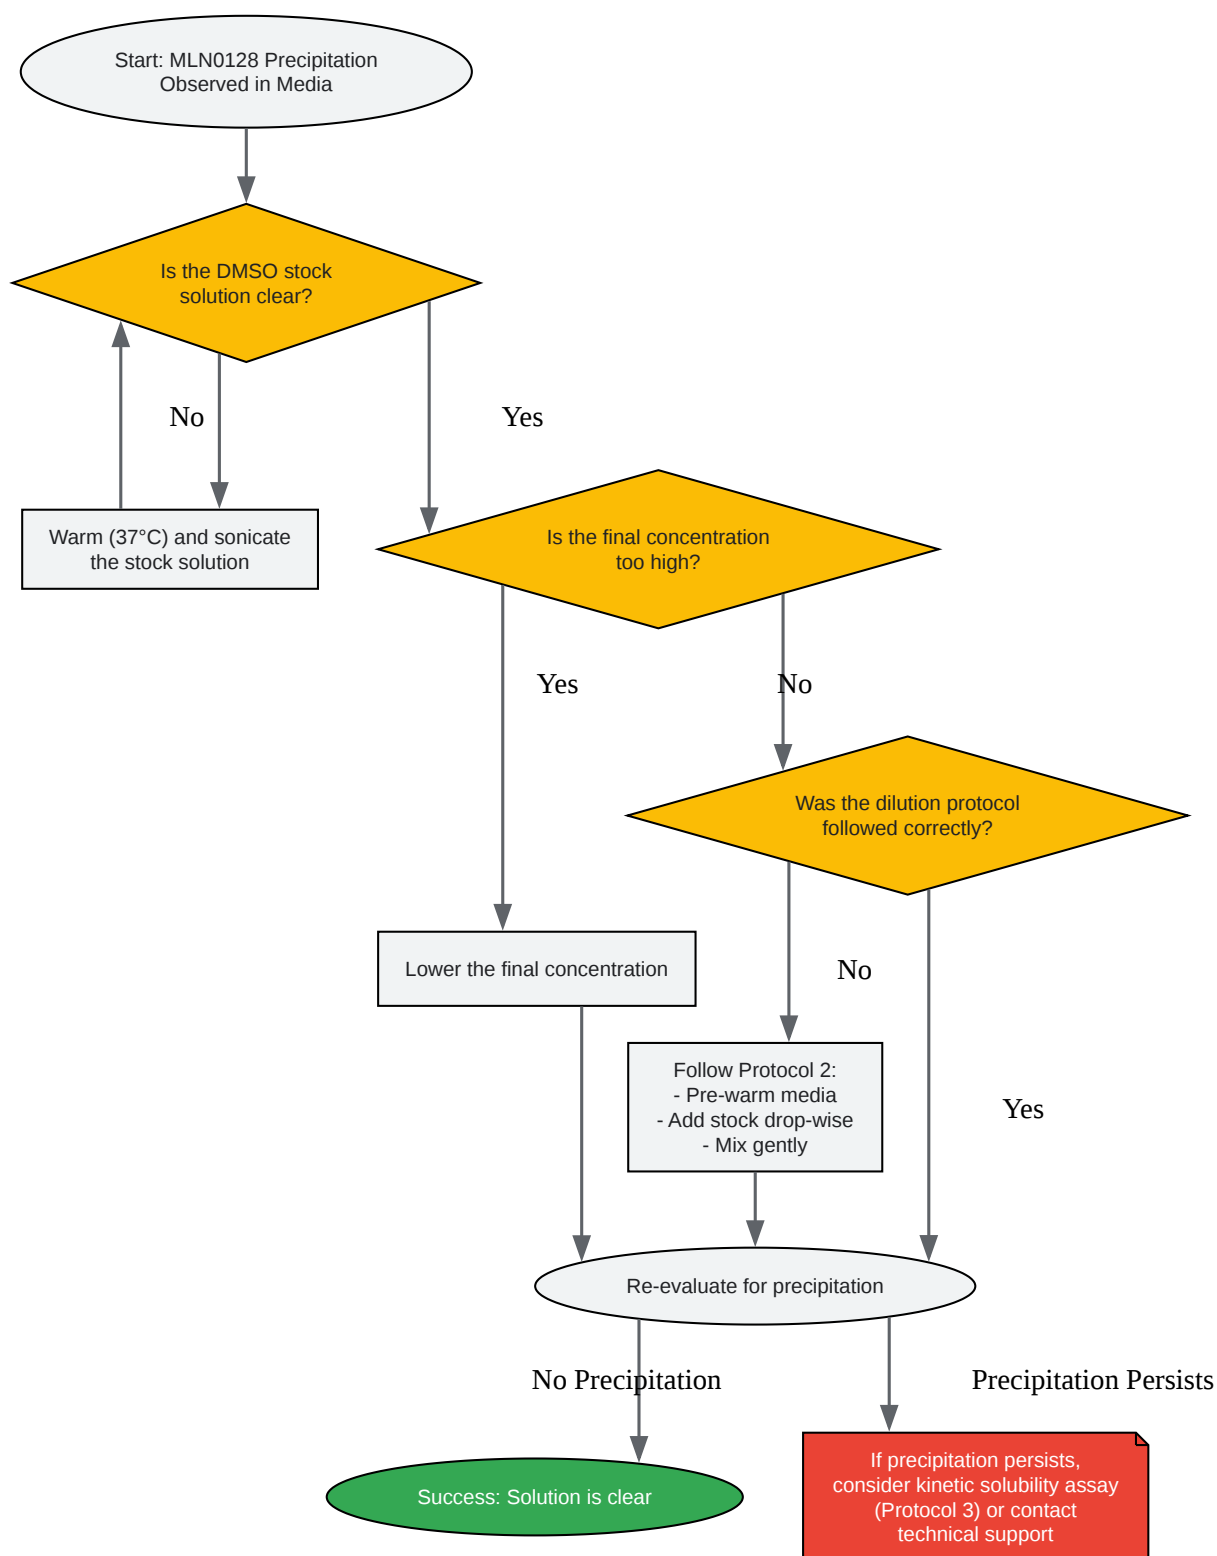 Start: MLN0128 Precipitation
Observed in Media
Is the DMSO stock
solution clear?
No
Yes
Warm (37°C) and sonicate
the stock solution
Is the final concentration
too high?
Yes
No
Was the dilution protocol
followed correctly?
Lower the final concentration
No
Follow Protocol 2:
- Pre-warm media
- Add stock drop-wise
- Mix gently
Yes
Re-evaluate for precipitation
No Precipitation
Precipitation Persists
Success: Solution is clear
If precipitation persists,
consider kinetic solubility assay
(Protocol 3) or contact
technical support